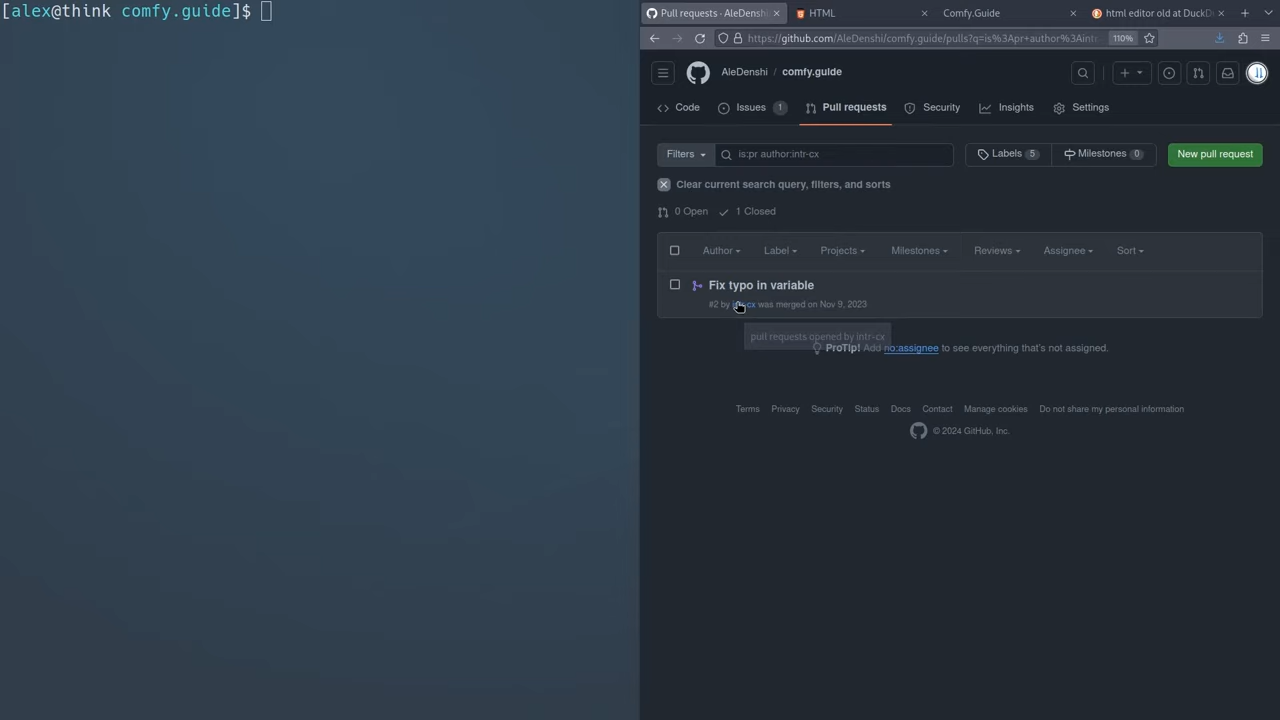 [alex@think comfy.guide]$
Pull requests · AleDenshi
HTML
Comfy.Guide
html editor old at DuckD
https://github.com/AleDenshi/comfy.guide/pulls?q=is%3Apr+author%3Aintr
110%
AleDenshi / comfy.guide
Code
Issues 1
Pull requests
Security
Insights
Settings
Filters
is:pr author:intr-cx
Labels 5
Milestones 0
New pull request
Clear current search query, filters, and sorts
0 Open
1 Closed
Author
Label
Projects
Milestones
Reviews
Assignee
Sort
Fix typo in variable
#2 by intr-cx was merged on Nov 9, 2023
pull requests opened by intr-cx
ProTip! Add no:assignee to see everything that's not assigned.
Terms Privacy Security Status Docs Contact Manage cookies Do not share my personal information
© 2024 GitHub, Inc.